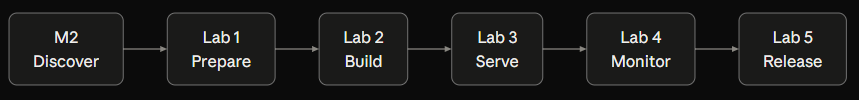 M2
Discover
Lab 1
Prepare
Lab 2
Build
Lab 3
Serve
Lab 4
Monitor
Lab 5
Release